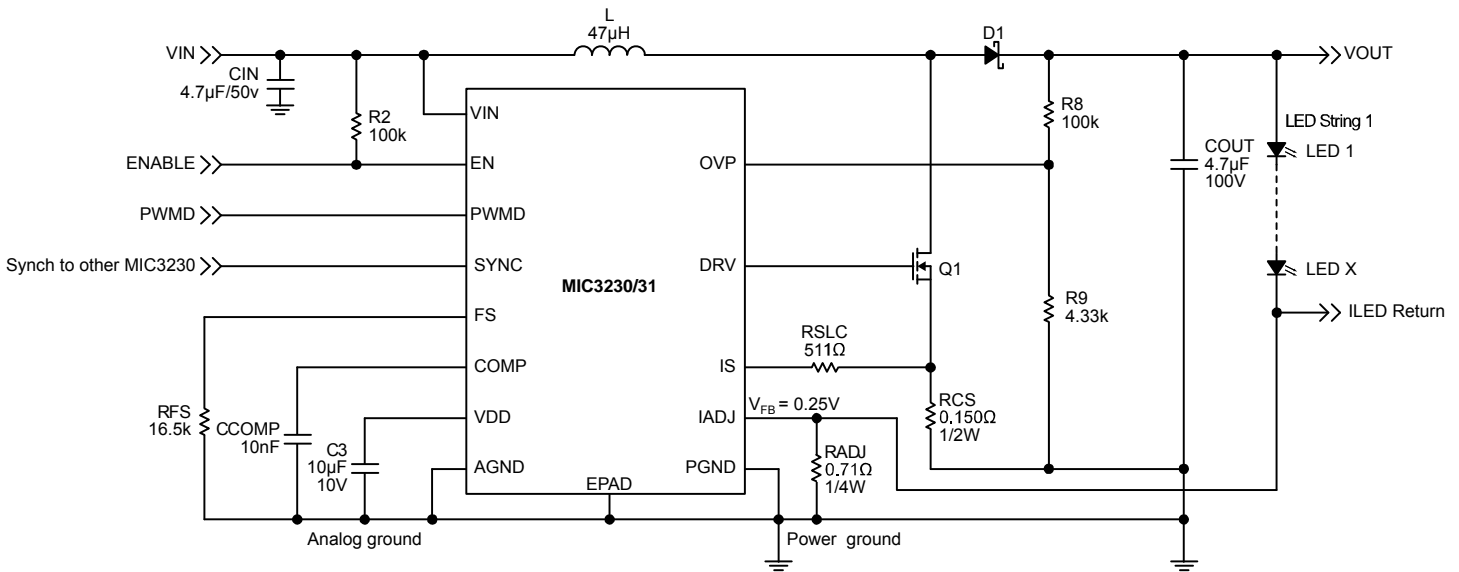 L
47µH
D1
VIN
VOUT
CIN
4.7µF/50v
R2
100k
VIN
R8
100k
LED String 1
LED 1
COUT
4.7µF
100V
ENABLE
EN
OVP
PWMD
PWMD
Synch to other MIC3230
SYNC
DRV
Q1
LED X
MIC3230/31
R9
4.33k
ILED Return
FS
RSLC
511Ω
COMP
IS
RFS
16.5k
CCOMP
10nF
C3
10µF
10V
VDD
IADJ
VFB = 0.25V
RCS
0.150Ω
1/2W
RADJ
0.71Ω
1/4W
AGND
PGND
EPAD
Analog ground
Power ground